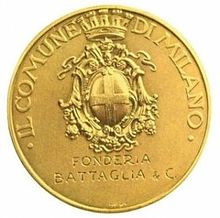 · IL COMUNE DI MILANO ·
FONDERIA
BATTAGLIA & C.